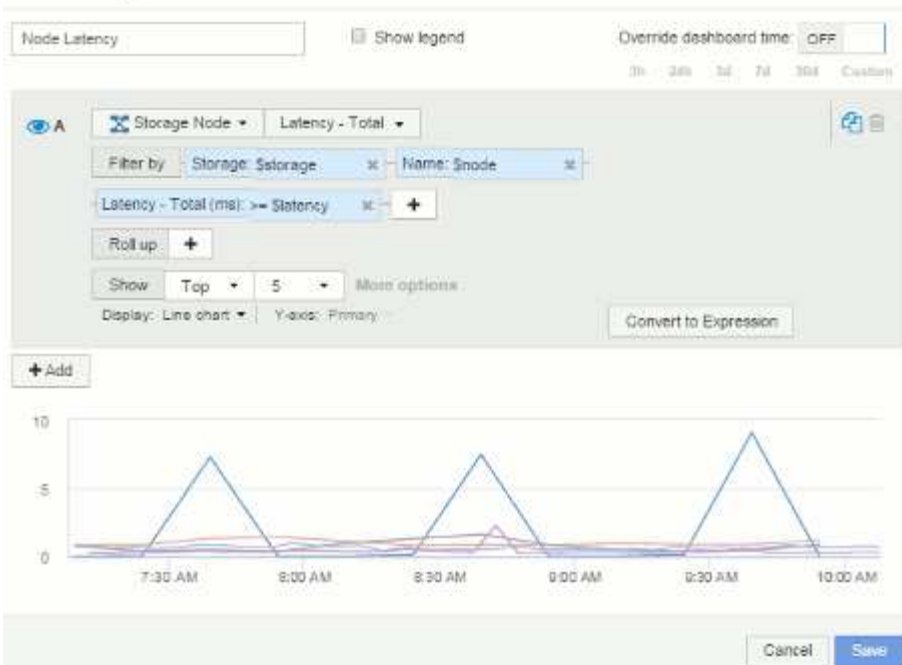 Node Latency Show legend Override dashboard time: OFF
3h 24h 3d 7d 30d Custom
A Storage Node Latency - Total
Filter by Storage: $storage Name: $node
Latency - Total (ms): >= $latency +
Roll up +
Show Top 5 More options
Display: Line chart Y-axis: Primary Convert to Expression
+ Add
10
5
0
7:30 AM 8:00 AM 8:30 AM 9:00 AM 9:30 AM 10:00 AM
Cancel Save